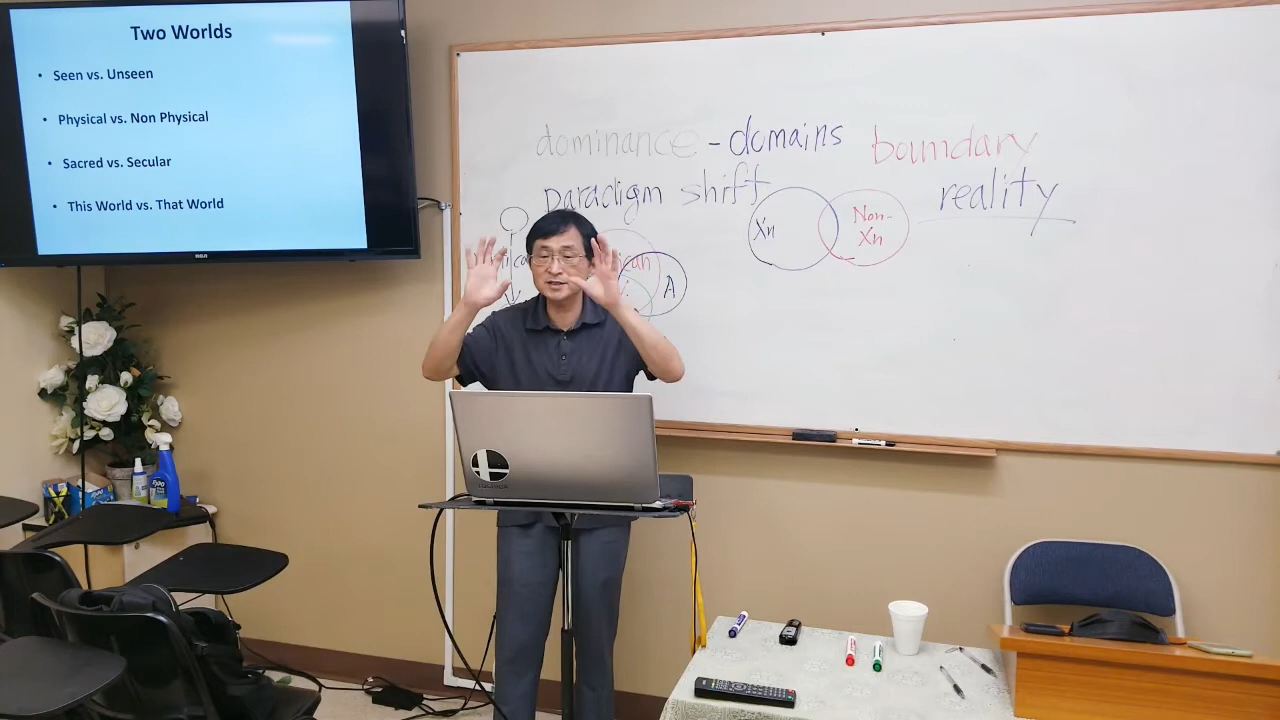 Two Worlds
• Seen vs. Unseen
• Physical vs. Non Physical
• Sacred vs. Secular
• This World vs. That World
RCA
dominance - domains boundary
paradigm shift reality
Xn
Non-
Xn
A